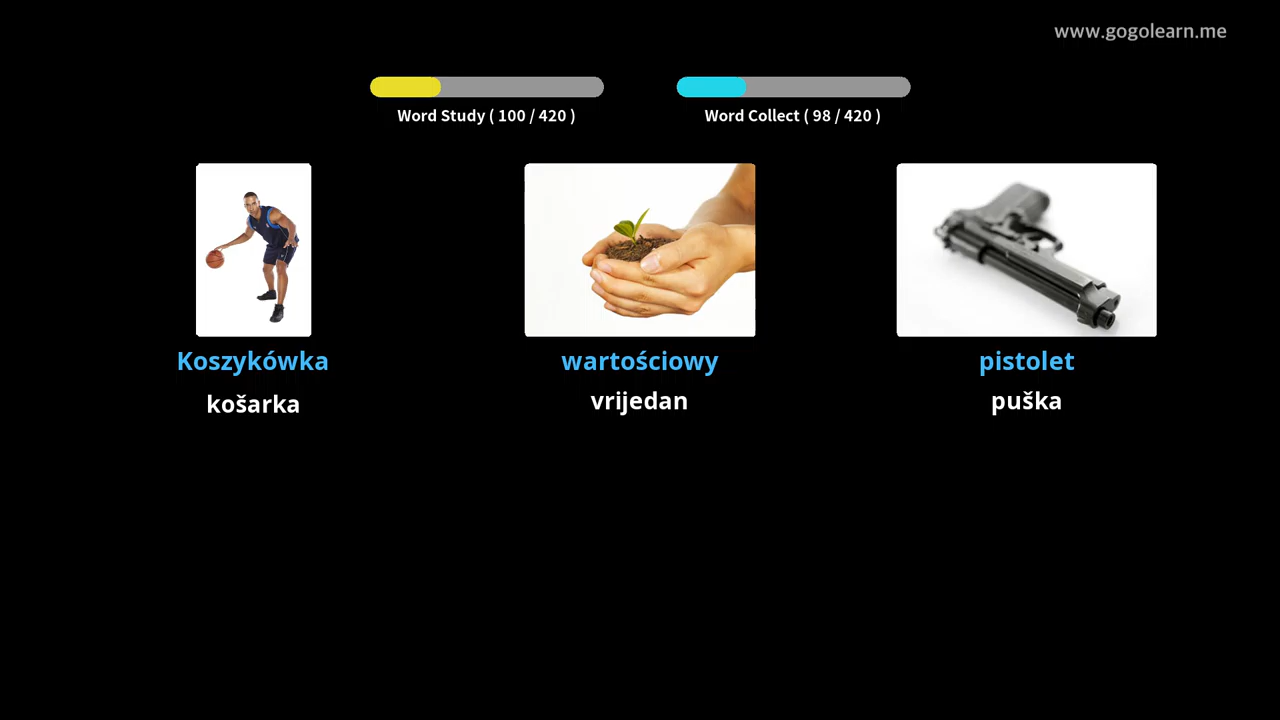 www.gogolearn.me
Word Study ( 100 / 420 )
Word Collect ( 98 / 420 )
Koszykówka
košarka
wartościowy
vrijedan
pistolet
puška